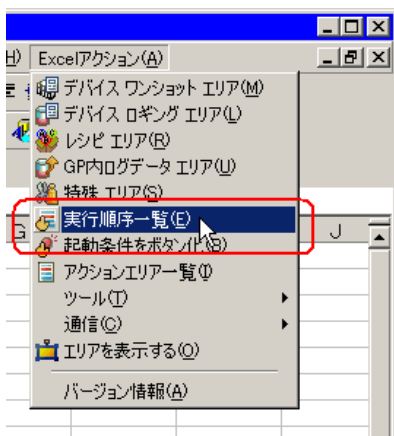 H) Excelアクション(A)
デバイス ワンショット エリア(M)
デバイス ロギング エリア(L)
レシピ エリア(R)
GP内ログデータ エリア(U)
特殊 エリア(S)
実行順序一覧(E)
G
J
起動条件をボタン化(B)
アクションエリア一覧(I)
ツール(T)
通信(C)
エリアを表示する(O)
バージョン情報(A)